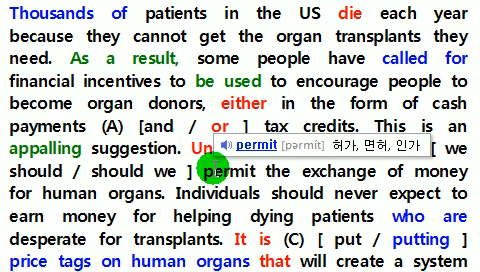 Thousands of patients in the US die each year
because they cannot get the organ transplants they
need. As a result, some people have called for
financial incentives to be used to encourage people to
become organ donors, either in the form of cash
payments (A) [and / or ] tax credits. This is an
appalling suggestion. Un [ we
permit [pərmít] 허가, 면허, 인가
should / should we ] permit the exchange of money
for human organs. Individuals should never expect to
earn money for helping dying patients who are
desperate for transplants. It is (C) [ put / putting ]
price tags on human organs that will create a system